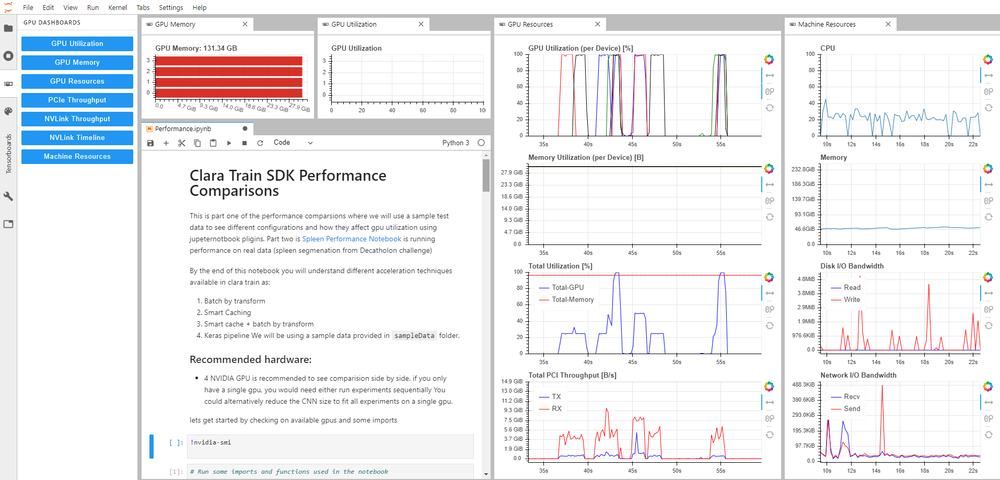 File Edit View Run Kernel Tabs Settings Help
GPU DASHBOARDS
GPU Utilization
GPU Memory
GPU Resources
PCIe Throughput
NVLink Throughput
NVLink Timeline
Machine Resources
Tensorboards
GPU Memory
GPU Memory: 131.34 GB
3
2
1
0
0.0 4.7 GiB 9.3 GiB 14.0 GiB 18.6 GiB 23.3 GiB 27.9 GiB
GPU Utilization
GPU Utilization
3
2
1
0
0 20 40 60 80 10
Performance.ipynb
Code Python 3
Clara Train SDK Performance
Comparisons
This is part one of the performance comparsions where we will use a sample test
data to see different configurations and how they affect gpu utilization using
jupeternotbook pligins. Part two is Spleen Performance Notebook is running
performance on real data (spleen segmenation from Decatholon challenge)
By the end of this notebook you will understand different acceleration techniques
available in clara train as:
1. Batch by transform
2. Smart Caching
3. Smart cache + batch by transform
4. Keras pipeline We will be using a sample data provided in sampleData folder.
Recommended hardware:
• 4 NVIDIA GPU is recommended to see comparision side by side. if you only
have a single gpu, you would need either run experiments sequentially You
could alternatively reduce the CNN size to fit all experiments on a single gpu.
lets get started by checking on available gpus and some imports
[ ]: !nvidia-smi
[1]: # Run some imports and functions used in the notebook
GPU Resources
GPU Utilization (per Device) [%]
100
80
60
40
20
0
35s 40s 45s 50s 55s
Memory Utilization (per Device) [B]
27.9 GiB
23.3 GiB
18.6 GiB
14.0 GiB
9.3 GiB
4.7 GiB
0.0
35s 40s 45s 50s 55s
Total Utilization [%]
100
80
60
40
20
0
Total-GPU
Total-Memory
35s 40s 45s 50s 55s
Total PCI Throughput [B/s]
14.9 GiB
13.0 GiB
11.2 GiB
9.3 GiB
7.5 GiB
5.6 GiB
3.7 GiB
1.9 GiB
0.0
TX
RX
35s 40s 45s 50s 55s
Machine Resources
CPU
100
80
60
40
20
0
10s 12s 14s 16s 18s 20s 22s
Memory
232.8GiB
186.3GiB
139.7GiB
93.1GiB
46.6GiB
0.0
10s 12s 14s 16s 18s 20s 22s
Disk I/O Bandwidth
4.8MiB
3.8MiB
2.9MiB
1.9MiB
976.6KiB
0.0
Read
Write
10s 12s 14s 16s 18s 20s 22s
Network I/O Bandwidth
488.3KiB
390.6KiB
293.0KiB
195.3KiB
97.7KiB
0.0
Recv
Send
10s 12s 14s 16s 18s 20s 22s